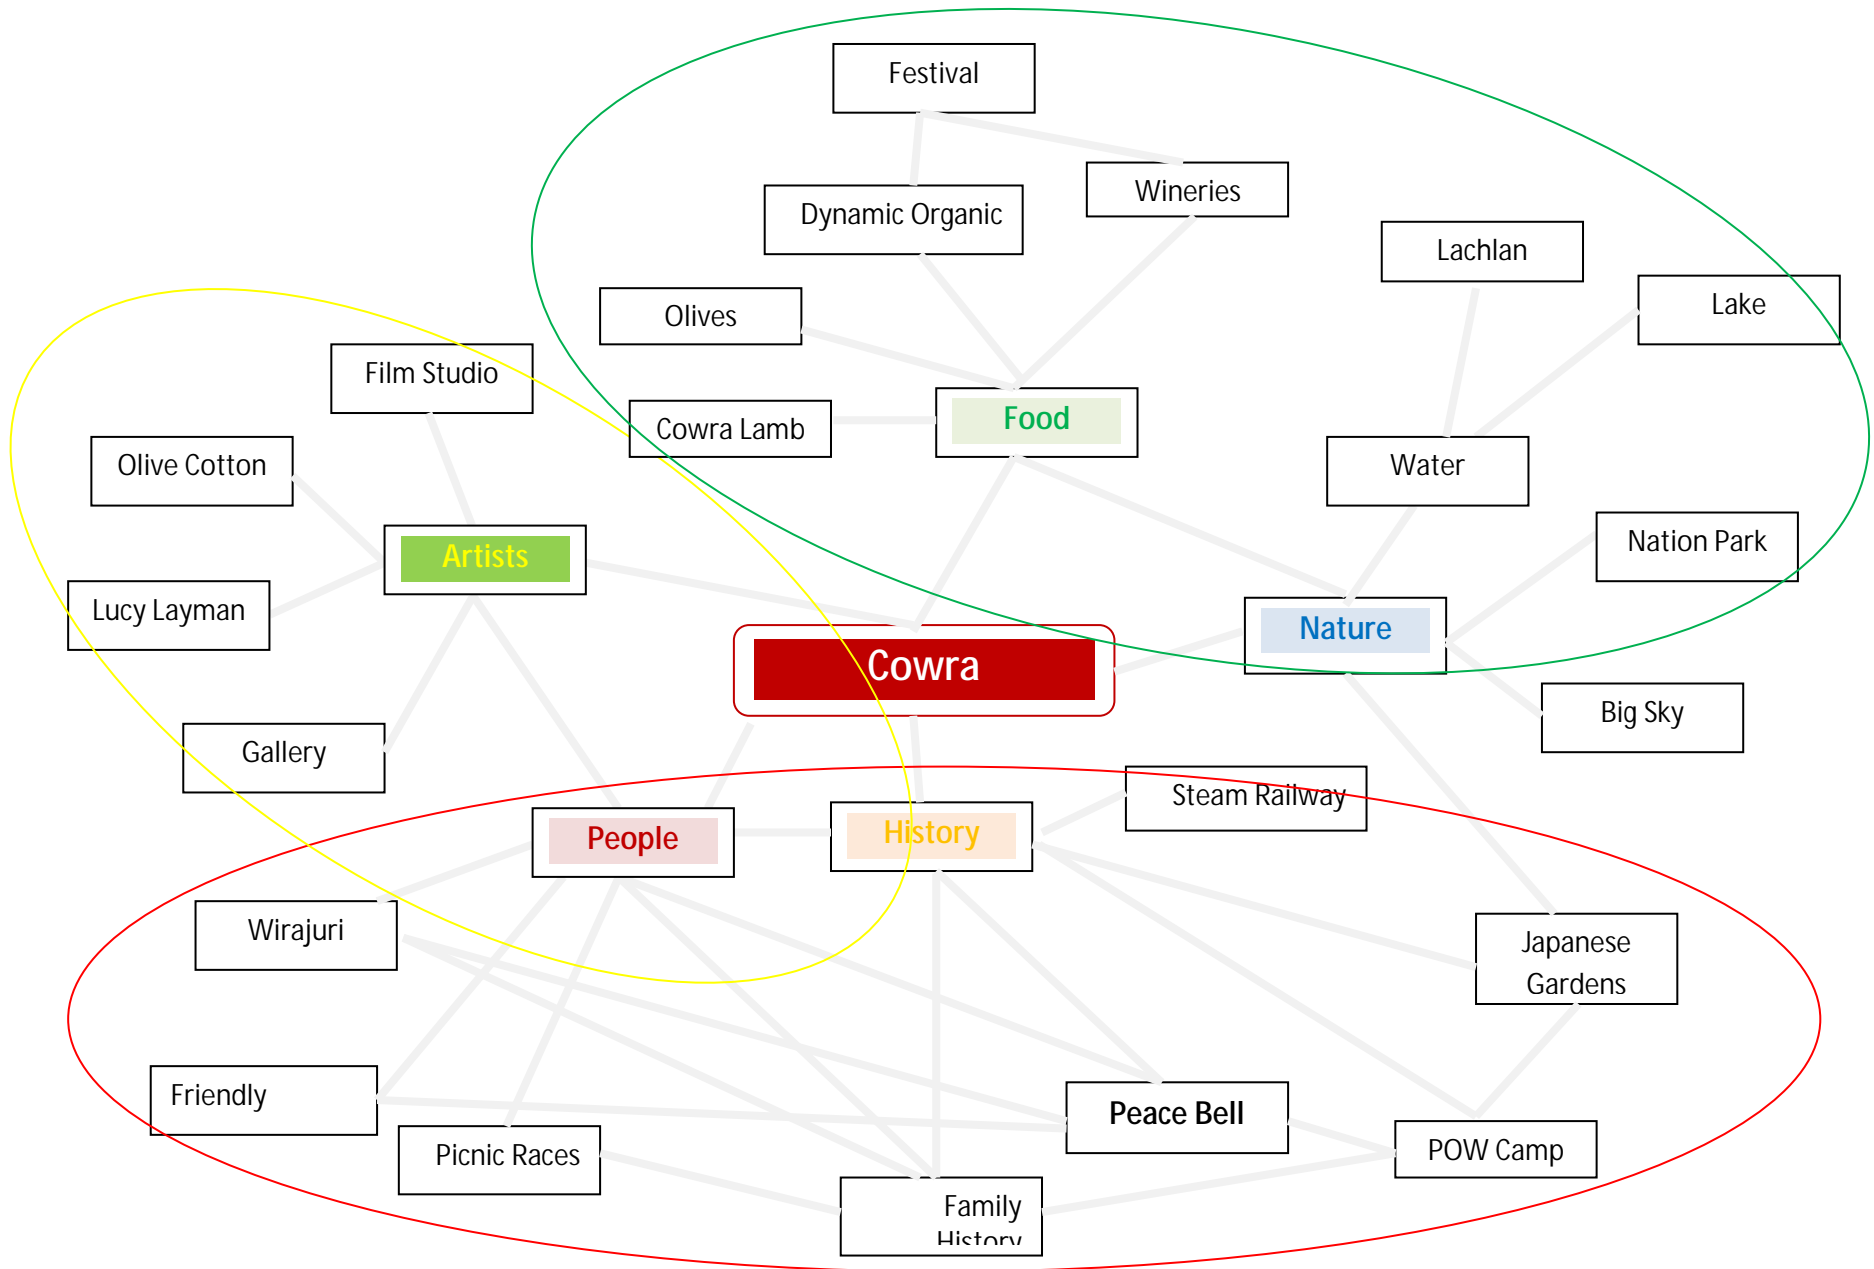 Festival
Wineries
Dynamic Organic
Lachlan
Lake
Olives
Film Studio
Food
Cowra Lamb
Olive Cotton
Water
Artists
Nation Park
Lucy Layman
Nature
Cowra
Big Sky
Gallery
Steam Railway
People
History
Wirajuri
Japanese
Gardens
Friendly
Peace Bell
Picnic Races
POW Camp
Family
History